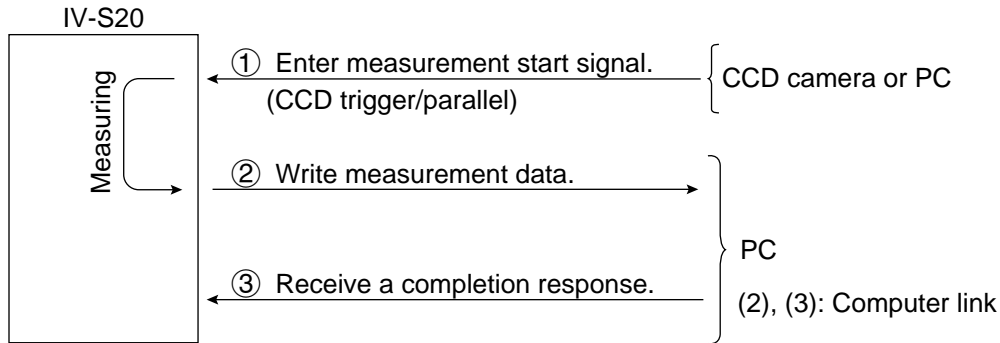 IV-S20
① Enter measurement start signal.
(CCD trigger/parallel)
CCD camera or PC
Measuring
② Write measurement data.
PC
③ Receive a completion response.
(2), (3): Computer link